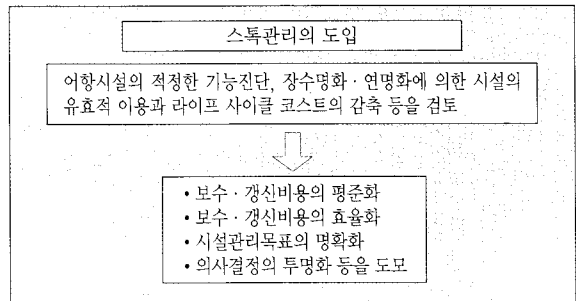 스톡관리의 도입
어항시설의 적정한 기능진단, 장수명화 · 연명화에 의한 시설의
유효적 이용과 라이프 사이클 코스트의 감축 등을 검토
• 보수 · 갱신비용의 평준화
• 보수 · 갱신비용의 효율화
• 시설관리목표의 명확화
• 의사결정의 투명화 등을 도모